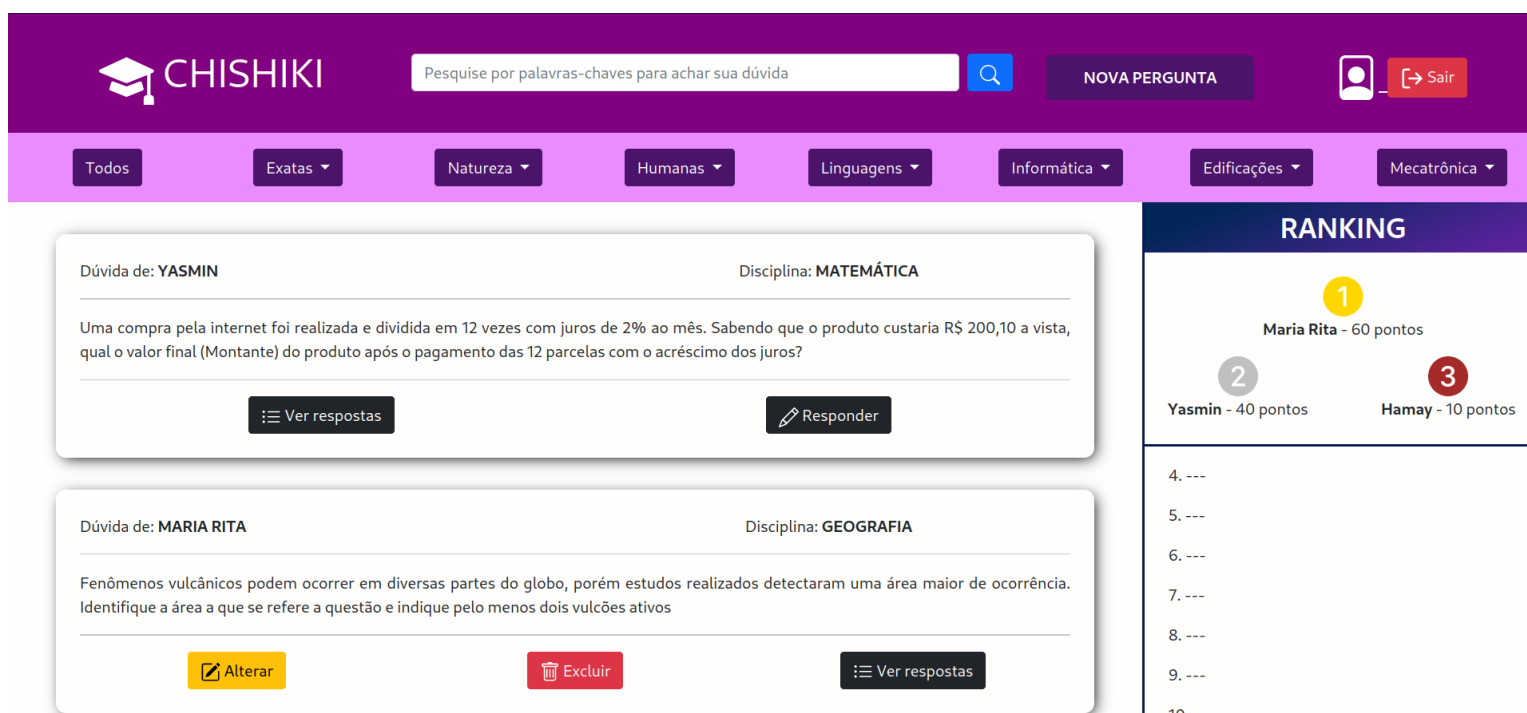 CHISHIKI
Pesquise por palavras-chaves para achar sua dúvida
NOVA PERGUNTA
Sair
Todos
Exatas
Natureza
Humanas
Linguagens
Informática
Edificações
Mecatrônica
Dúvida de: YASMIN
Disciplina: MATEMÁTICA
Uma compra pela internet foi realizada e dividida em 12 vezes com juros de 2% ao mês. Sabendo que o produto custaria R$ 200,10 a vista,
qual o valor final (Montante) do produto após o pagamento das 12 parcelas com o acréscimo dos juros?
Ver respostas
Responder
Dúvida de: MARIA RITA
Disciplina: GEOGRAFIA
Fenômenos vulcânicos podem ocorrer em diversas partes do globo, porém estudos realizados detectaram uma área maior de ocorrência.
Identifique a área a que se refere a questão e indique pelo menos dois vulcões ativos
Alterar
Excluir
Ver respostas
RANKING
1
Maria Rita - 60 pontos
2
Yasmin - 40 pontos
3
Hamay - 10 pontos
4. ---
5. ---
6. ---
7. ---
8. ---
9. ---